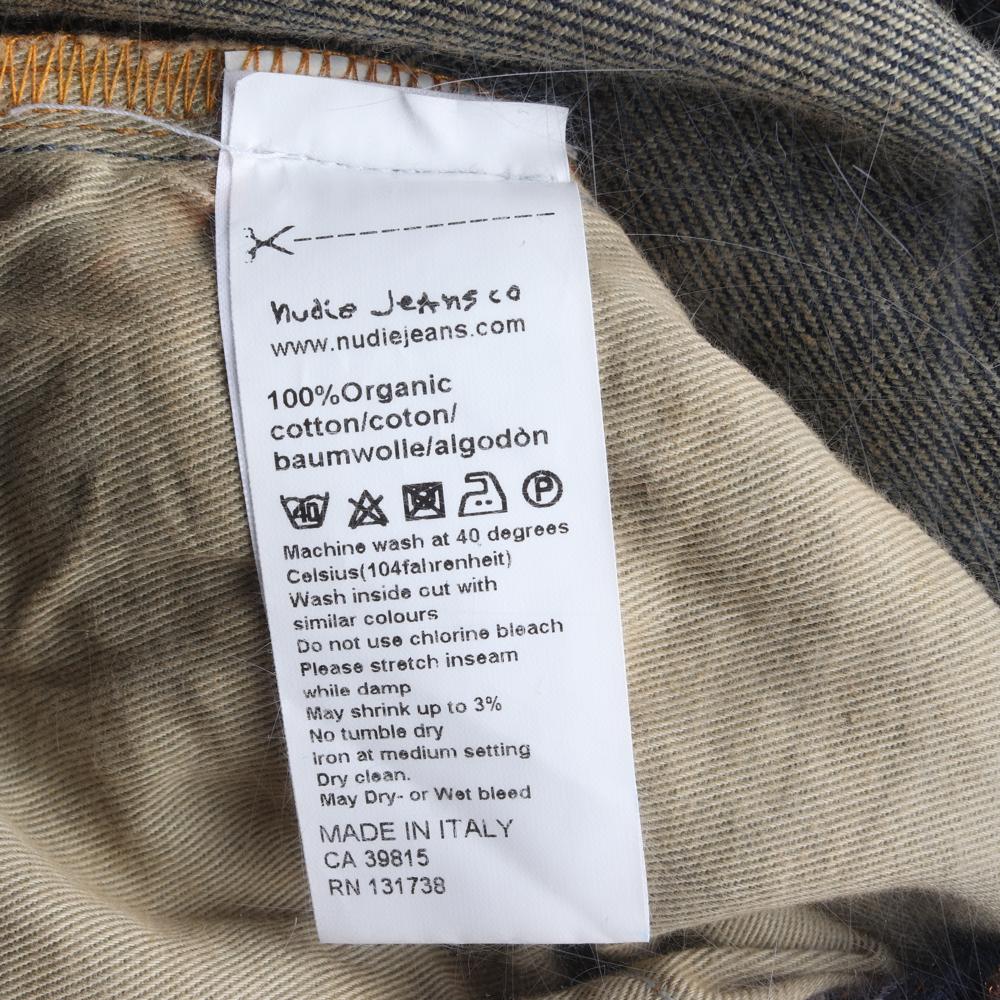 nudie Jeans co
www.nudiejeans.com
100%Organic
cotton/coton/
baumwolle/algodòn
40 P
Machine wash at 40 degrees
Celsius(104fahrenheit)
Wash inside out with
similar colours
Do not use chlorine bleach
Please stretch inseam
while damp
May shrink up to 3%
No tumble dry
Iron at medium setting
Dry clean.
May Dry- or Wet bleed
MADE IN ITALY
CA 39815
RN 131738